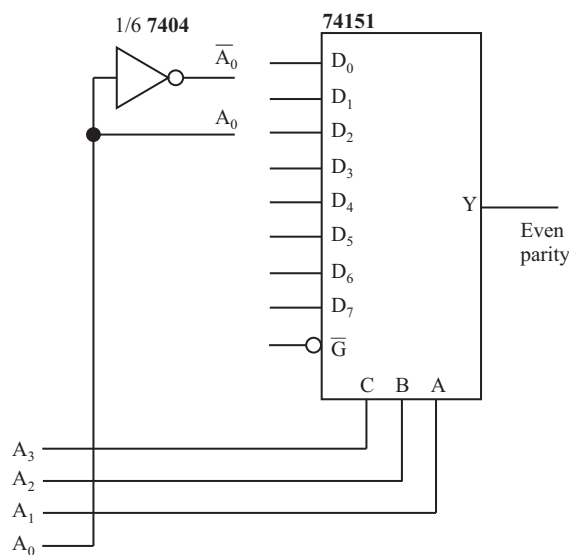 1/6 7404
74151
A̅₀
A₀
D₀
D₁
D₂
D₃
D₄
D₅
D₆
D₇
G̅
Y
Even
parity
C B A
A₃
A₂
A₁
A₀